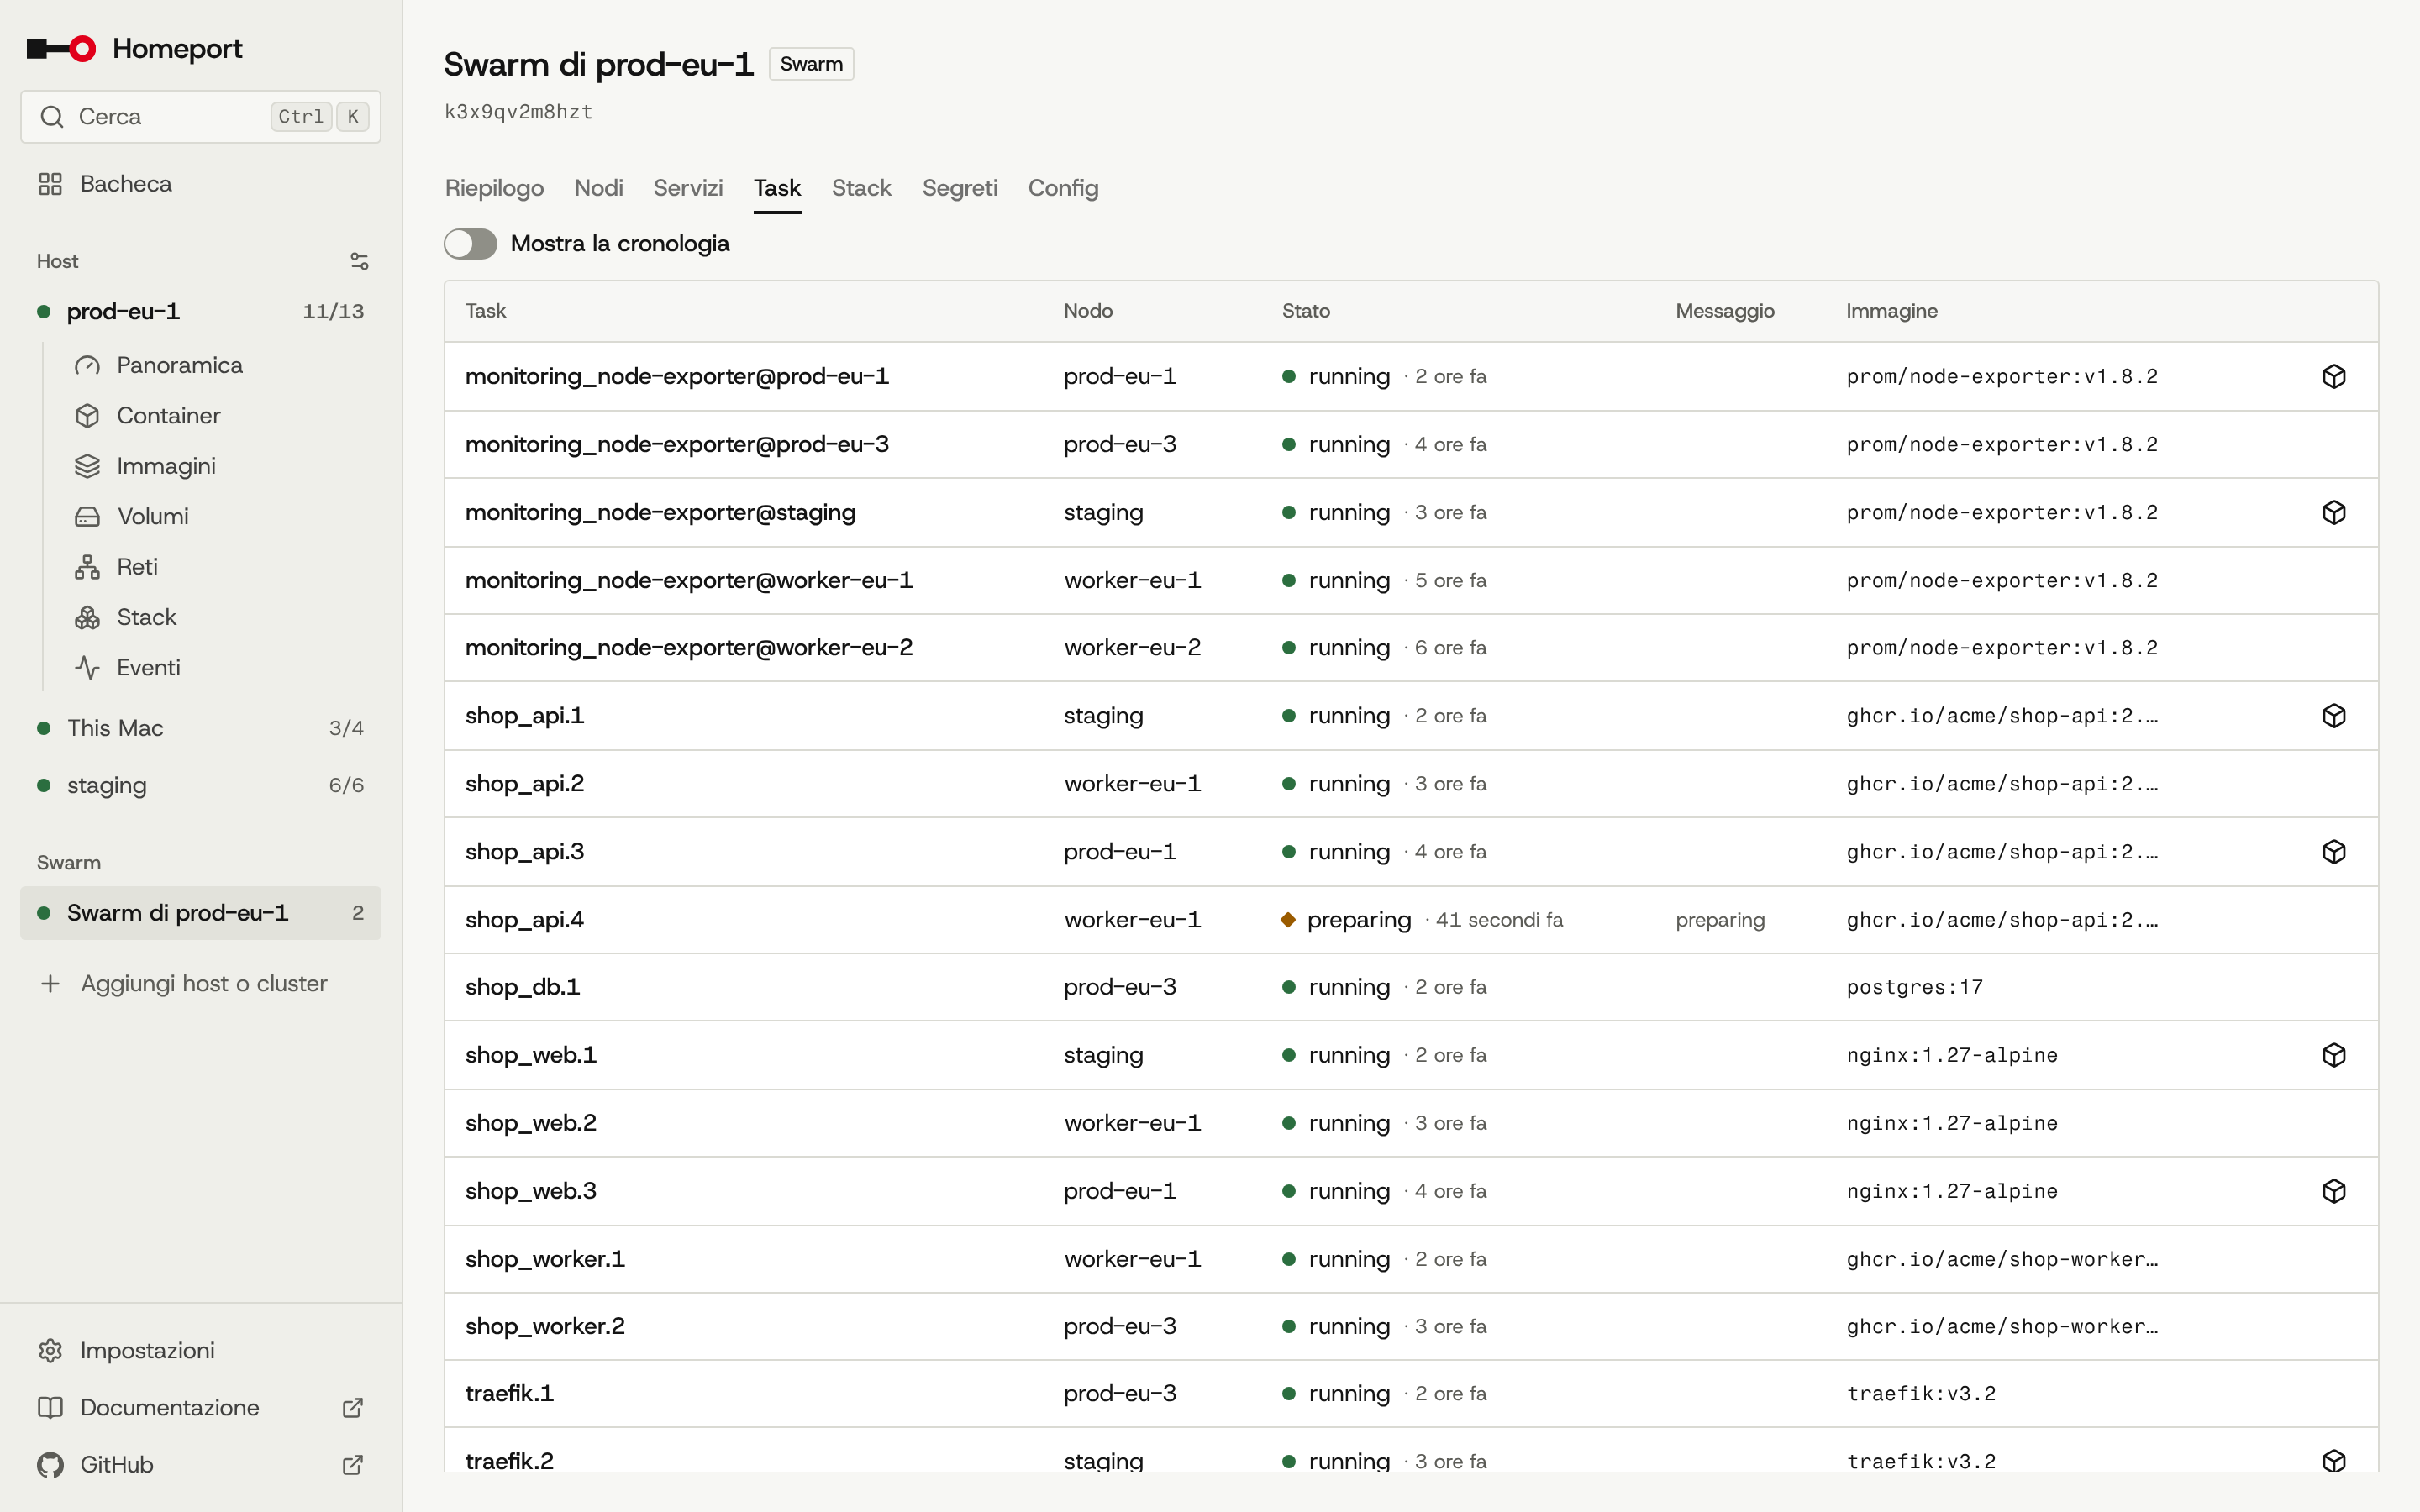 Homeport
Cerca Ctrl K
Bacheca
Host
prod-eu-1 11/13
Panoramica
Container
Immagini
Volumi
Reti
Stack
Eventi
This Mac 3/4
staging 6/6
Swarm
Swarm di prod-eu-1 2
Aggiungi host o cluster
Impostazioni
Documentazione
GitHub
Swarm di prod-eu-1 Swarm
k3x9qv2m8hzt
Riepilogo Nodi Servizi Task Stack Segreti Config
Mostra la cronologia
Task Nodo Stato Messaggio Immagine
monitoring_node-exporter@prod-eu-1 prod-eu-1 running · 2 ore fa prom/node-exporter:v1.8.2
monitoring_node-exporter@prod-eu-3 prod-eu-3 running · 4 ore fa prom/node-exporter:v1.8.2
monitoring_node-exporter@staging staging running · 3 ore fa prom/node-exporter:v1.8.2
monitoring_node-exporter@worker-eu-1 worker-eu-1 running · 5 ore fa prom/node-exporter:v1.8.2
monitoring_node-exporter@worker-eu-2 worker-eu-2 running · 6 ore fa prom/node-exporter:v1.8.2
shop_api.1 staging running · 2 ore fa ghcr.io/acme/shop-api:2.…
shop_api.2 worker-eu-1 running · 3 ore fa ghcr.io/acme/shop-api:2.…
shop_api.3 prod-eu-1 running · 4 ore fa ghcr.io/acme/shop-api:2.…
shop_api.4 worker-eu-1 preparing · 41 secondi fa preparing ghcr.io/acme/shop-api:2.…
shop_db.1 prod-eu-3 running · 2 ore fa postgres:17
shop_web.1 staging running · 2 ore fa nginx:1.27-alpine
shop_web.2 worker-eu-1 running · 3 ore fa nginx:1.27-alpine
shop_web.3 prod-eu-1 running · 4 ore fa nginx:1.27-alpine
shop_worker.1 worker-eu-1 running · 2 ore fa ghcr.io/acme/shop-worker…
shop_worker.2 prod-eu-3 running · 3 ore fa ghcr.io/acme/shop-worker…
traefik.1 prod-eu-3 running · 2 ore fa traefik:v3.2
traefik.2 staging running · 3 ore fa traefik:v3.2